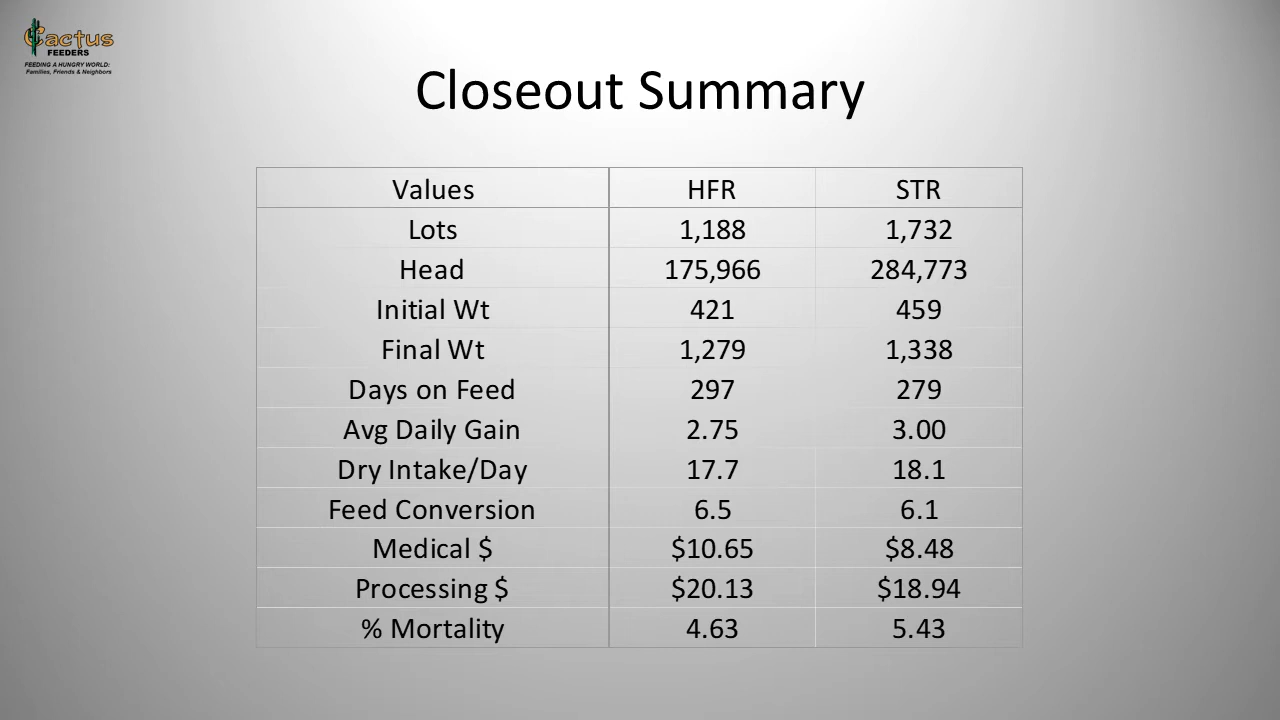 Cactus
FEEDERS
FEEDING A HUNGRY WORLD:
Families, Friends & Neighbors
Closeout Summary
Values HFR STR
Lots 1,188 1,732
Head 175,966 284,773
Initial Wt 421 459
Final Wt 1,279 1,338
Days on Feed 297 279
Avg Daily Gain 2.75 3.00
Dry Intake/Day 17.7 18.1
Feed Conversion 6.5 6.1
Medical $ $10.65 $8.48
Processing $ $20.13 $18.94
% Mortality 4.63 5.43